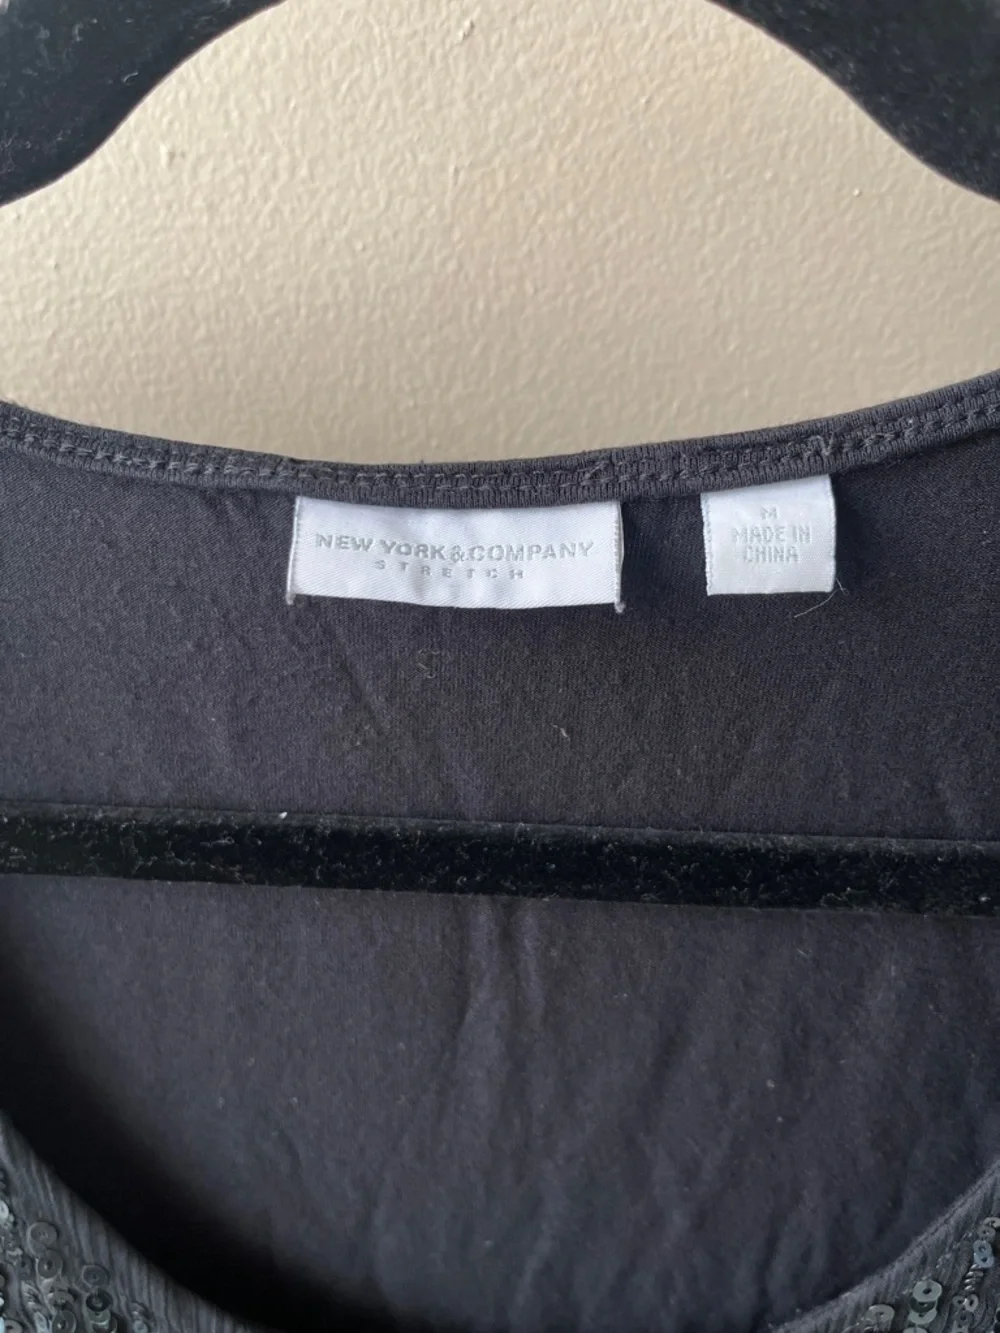 NEW YORK & COMPANY
STRETCH
M
MADE IN
CHINA